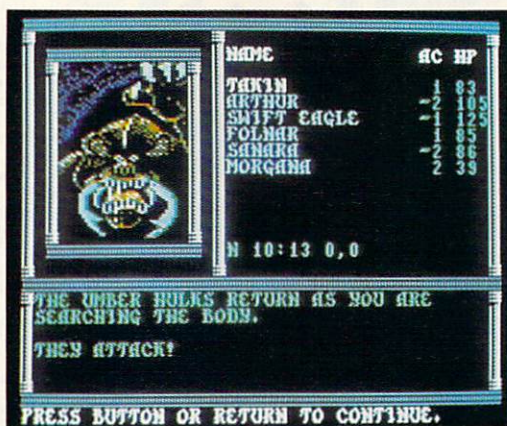 NAME AC HP
TAKIN 1 83
ARTHUR -2 105
SWIFT EAGLE -1 125
FOLNAR 1 85
SANARA -2 86
MORGANA 2 39
N 10:13 0,0
THE UMBER HULKS RETURN AS YOU ARE
SEARCHING THE BODY.
THEY ATTACK!
PRESS BUTTON OR RETURN TO CONTINUE.